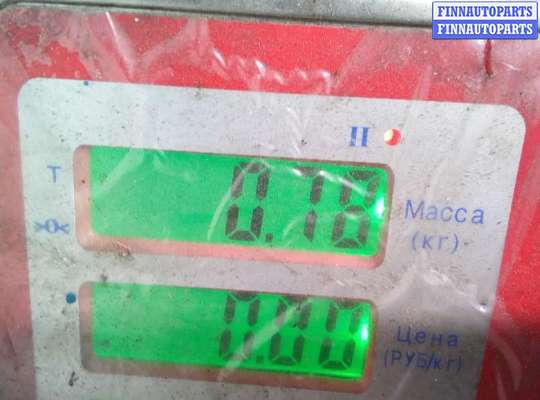 FINNAUTOPARTS
FINNAUTOPARTS
П
T
0.78
Масса
(кг)
>0<
0.00
Цена
(РУБ/кг)